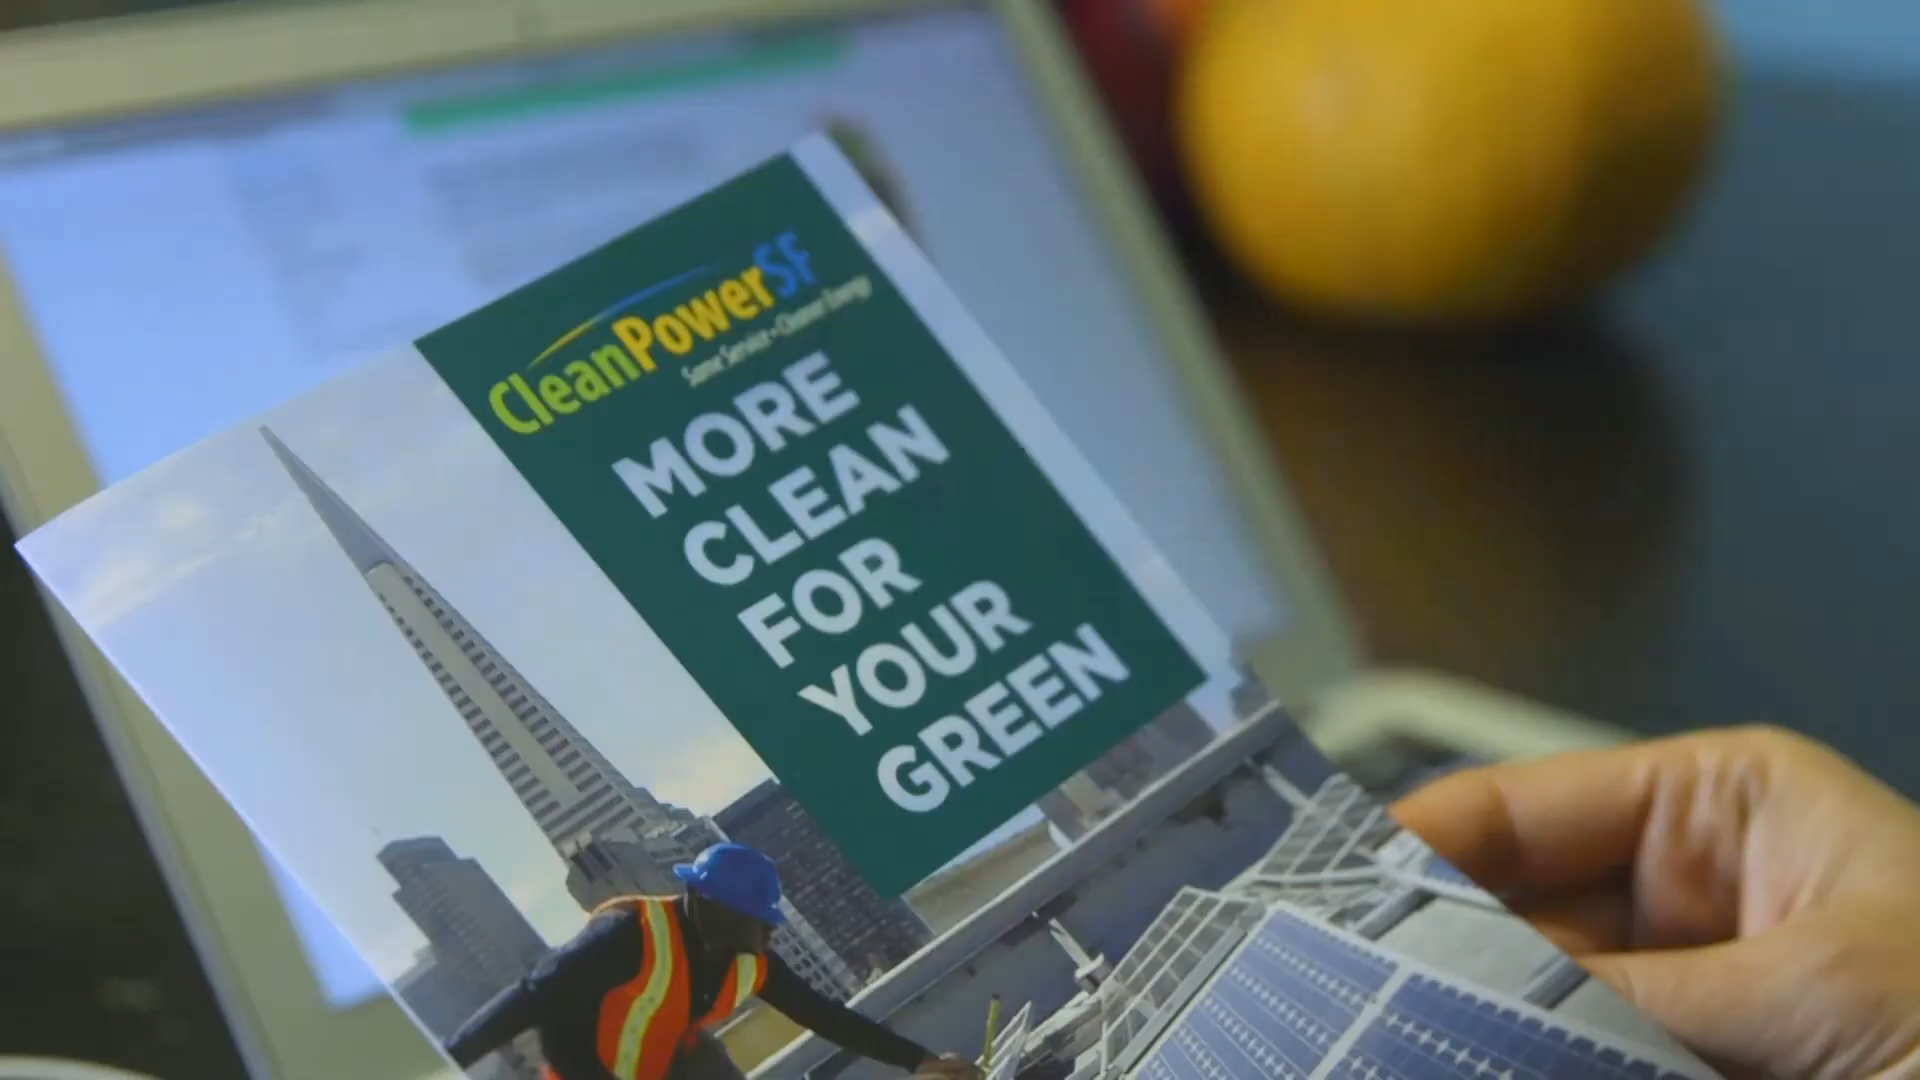 CleanPowerSF
Same Service • Cleaner Energy
MORE
CLEAN
FOR
YOUR
GREEN